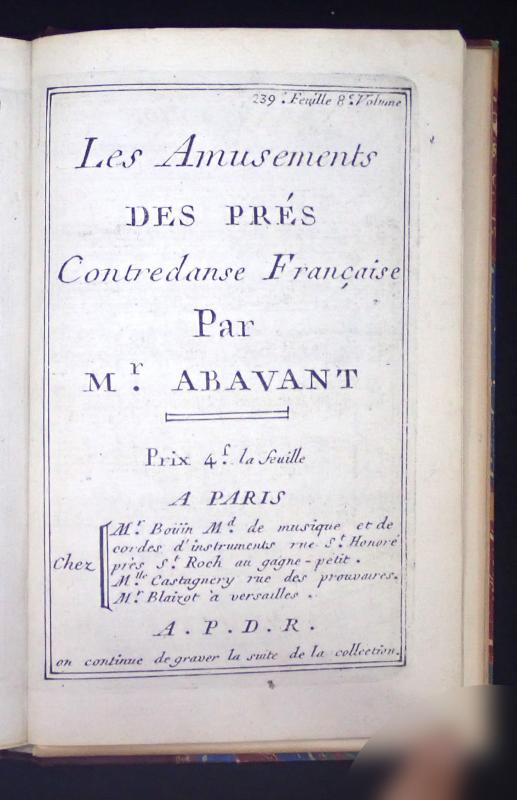 239.e Feuille 8.e Volume
Les Amusements
DES PRÉS
Contredanse Française
Par
M.r ABAVANT
Prix 4.f la feuille
A PARIS
Chez
M.r Boüin M.d de musique et de
cordes d'instruments rue S.t Honoré
près S.t Roch au gagne-petit.
M.lle Castagnery rue des prouvaires.
M.r Blaizot à versailles.
A.P.D.R.
on continue de graver la suite de la collection.